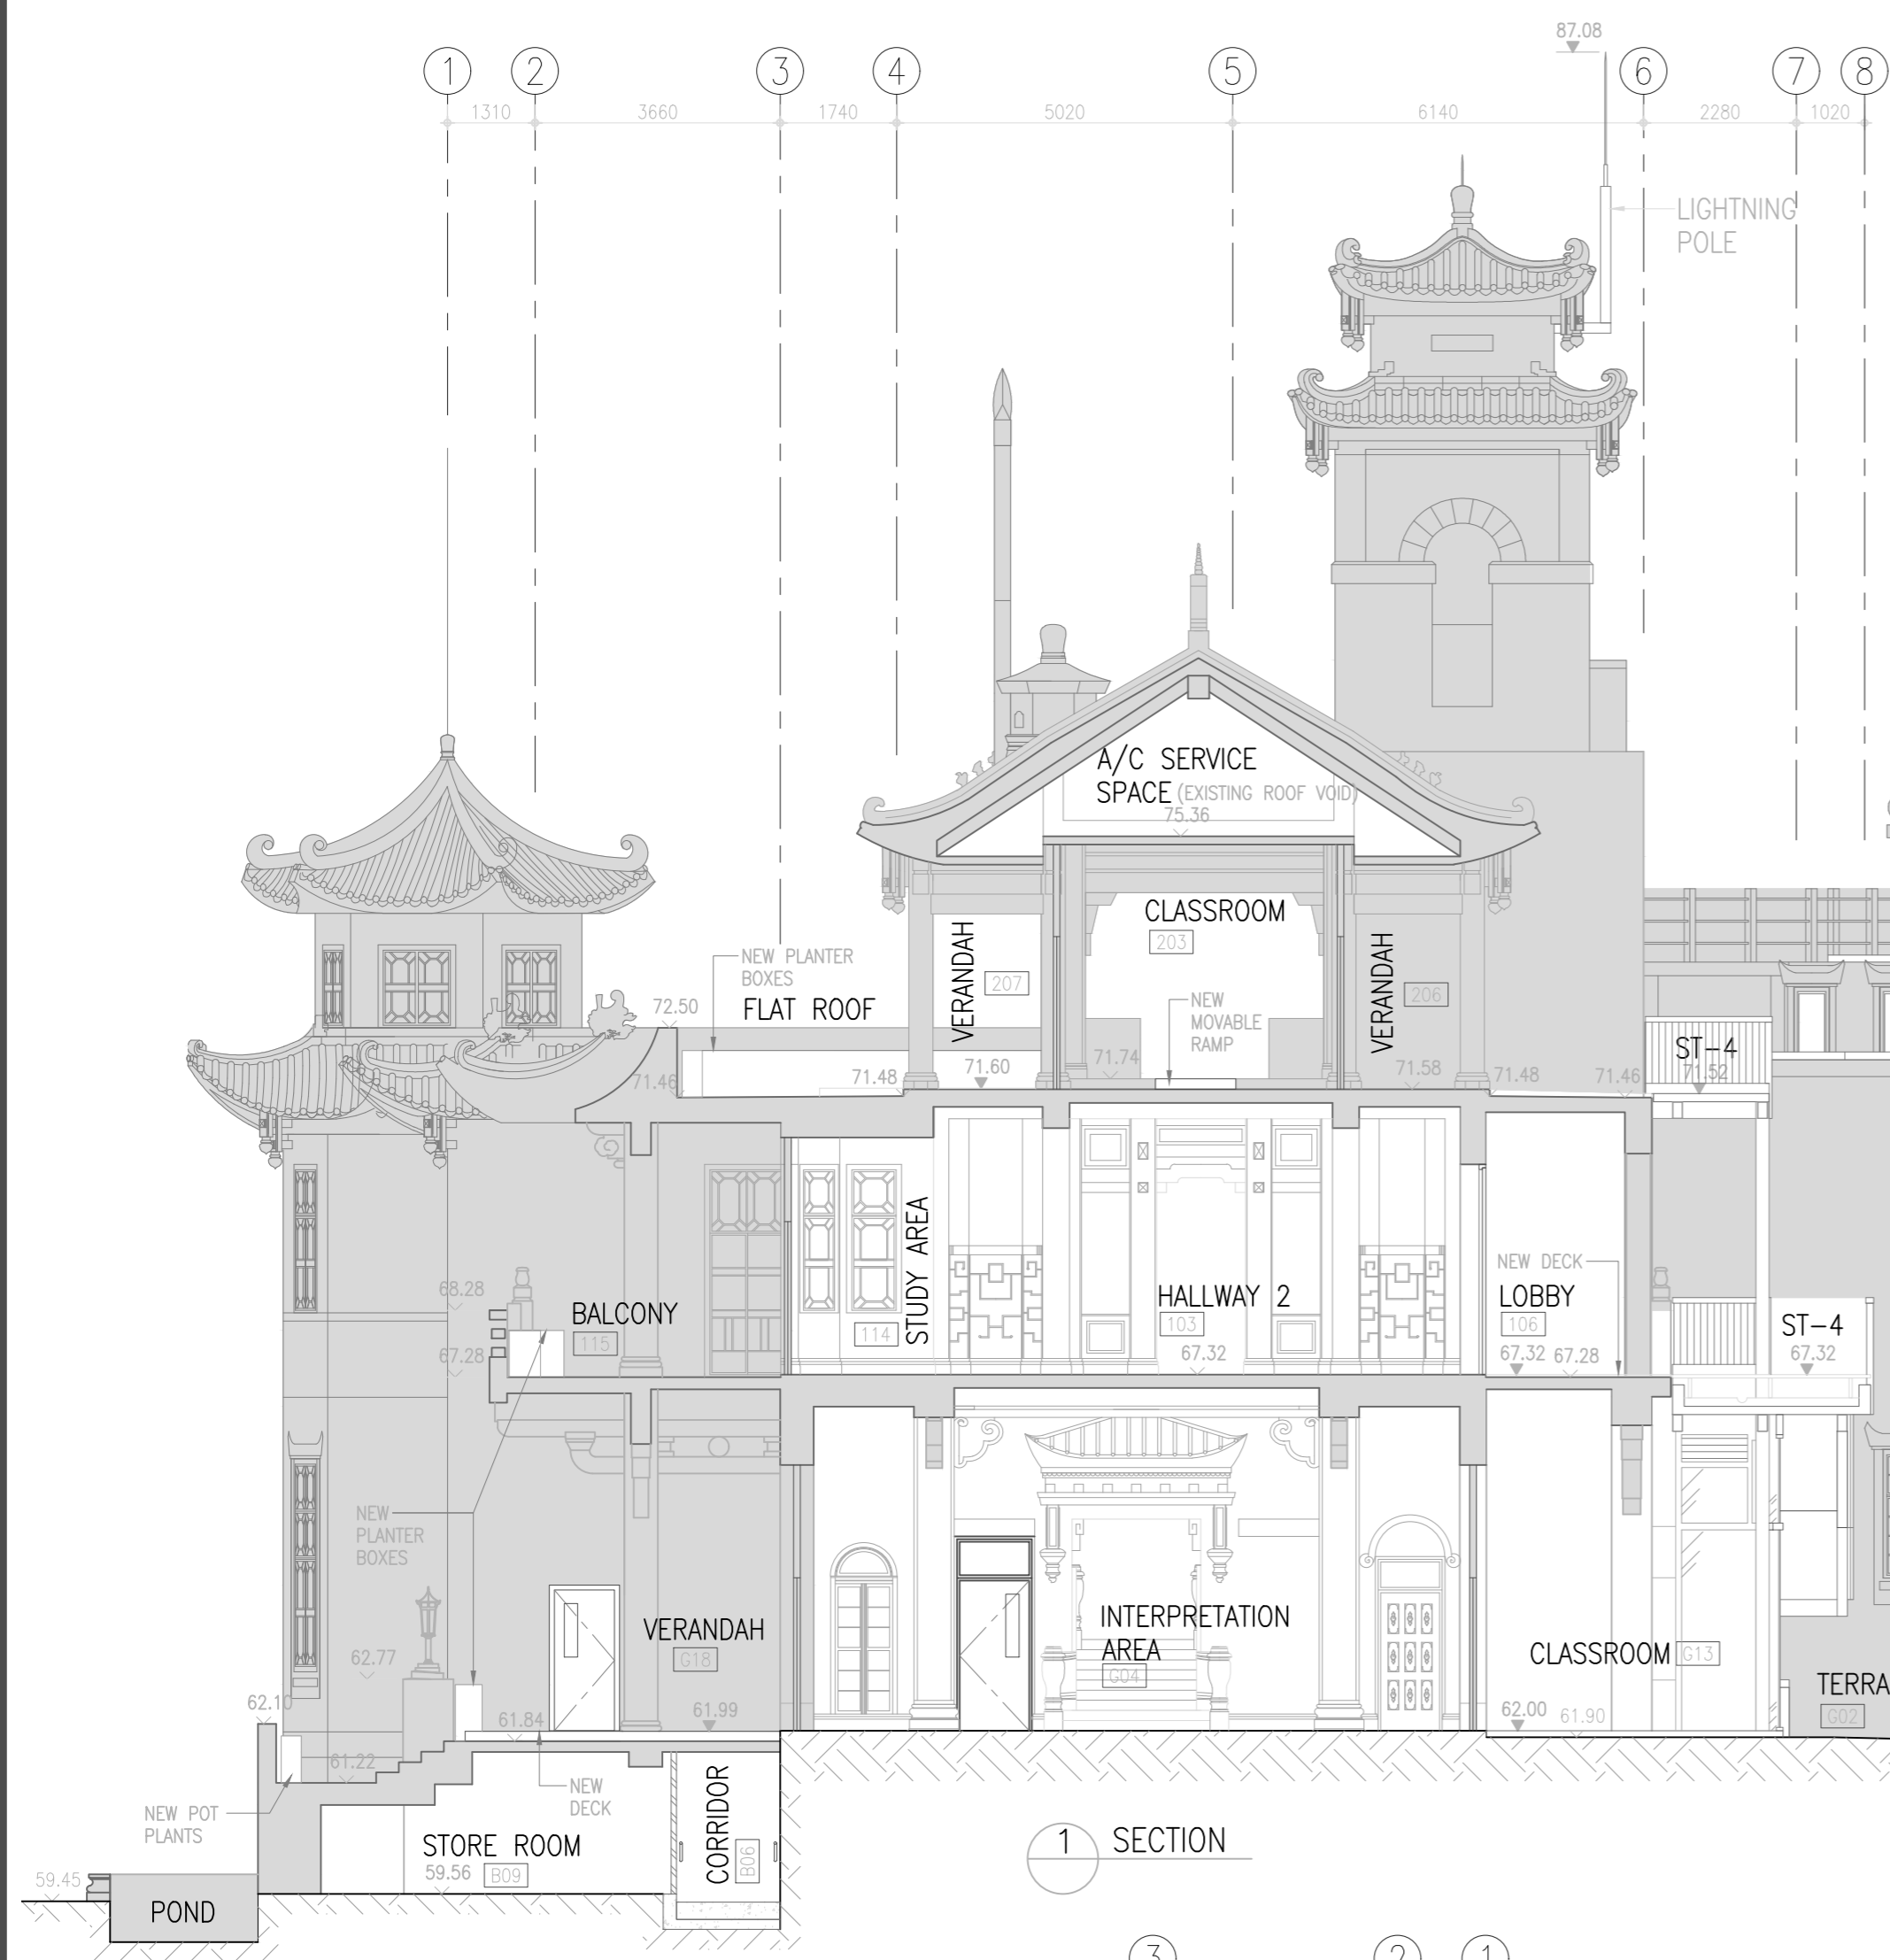 87.08
1
2
3
4
5
6
7
8
1310
3660
1740
5020
6140
2280
1020
LIGHTNING
POLE
A/C SERVICE
SPACE (EXISTING ROOF VOID)
75.36
CLASSROOM
203
VERANDAH
207
VERANDAH
206
NEW PLANTER
BOXES
FLAT ROOF
72.50
NEW
MOVABLE
RAMP
71.46
71.48
71.60
71.74
71.58
71.48
71.46
ST-4
71.52
STUDY AREA
114
68.28
BALCONY
115
67.28
HALLWAY 2
103
67.32
NEW DECK
LOBBY
106
67.32
67.28
ST-4
67.32
NEW
PLANTER
BOXES
VERANDAH
G18
61.99
62.77
62.10
61.84
61.22
INTERPRETATION
AREA
G04
CLASSROOM
G13
62.00
61.90
TERRA
G02
NEW POT
PLANTS
NEW
DECK
CORRIDOR
B06
STORE ROOM
59.56
B09
59.45
POND
1
SECTION
3
2
1